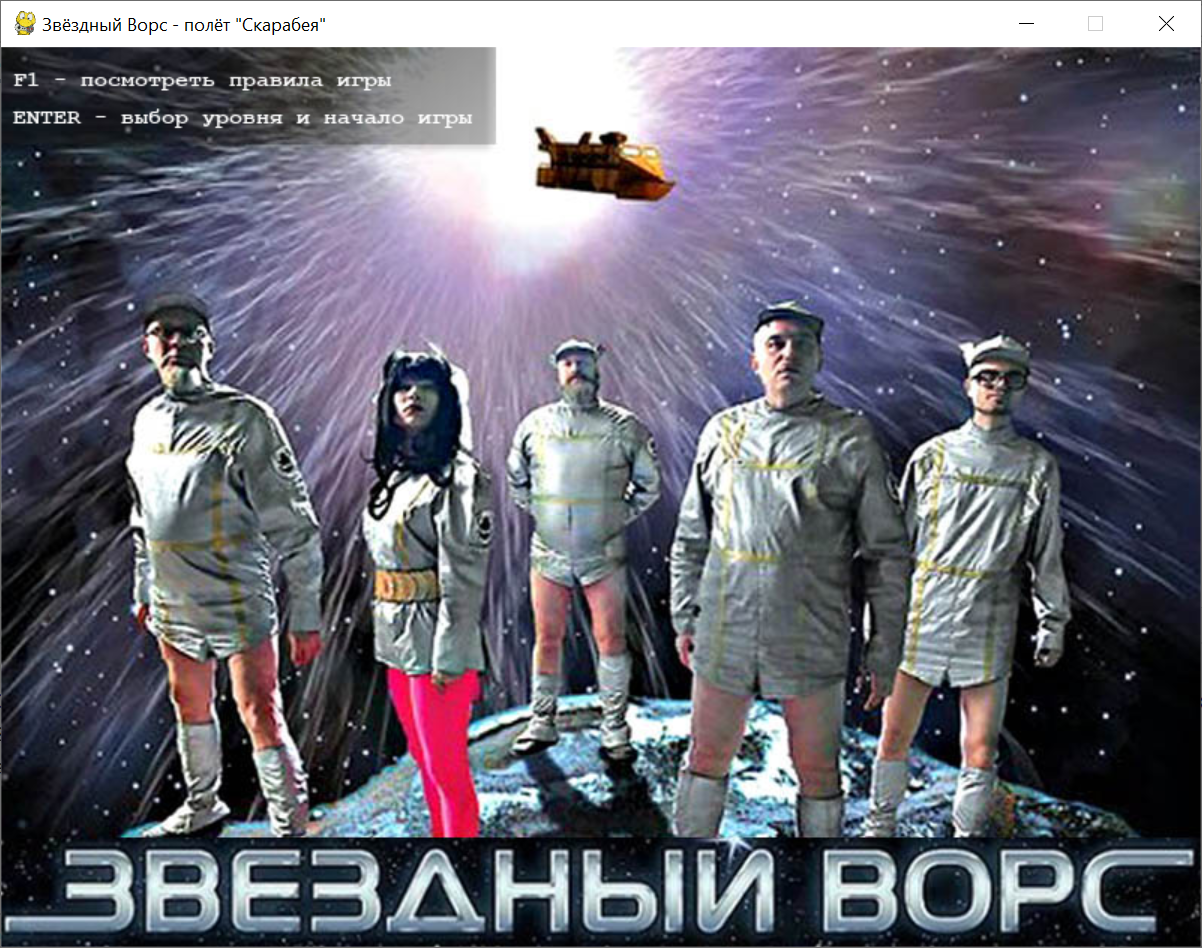 Звёздный Ворс - полёт "Скарабея"
F1 - посмотреть правила игры
ENTER - выбор уровня и начало игры
ЗВЕЗДНЫЙ ВОРС